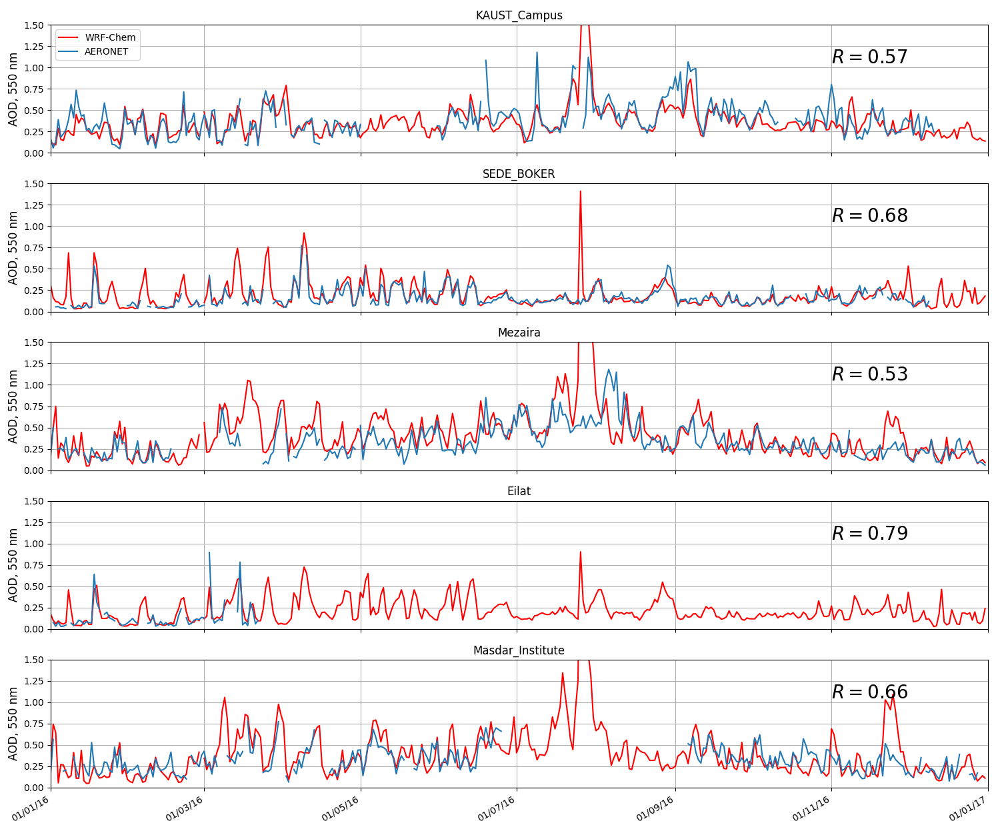 KAUST_Campus
1.50
1.25
1.00
0.75
0.50
0.25
0.00
AOD, 550 nm
WRF-Chem
AERONET
R = 0.57
SEDE_BOKER
1.50
1.25
1.00
0.75
0.50
0.25
0.00
AOD, 550 nm
R = 0.68
Mezaira
1.50
1.25
1.00
0.75
0.50
0.25
0.00
AOD, 550 nm
R = 0.53
Eilat
1.50
1.25
1.00
0.75
0.50
0.25
0.00
AOD, 550 nm
R = 0.79
Masdar_Institute
1.50
1.25
1.00
0.75
0.50
0.25
0.00
AOD, 550 nm
R = 0.66
01/01/16
01/03/16
01/05/16
01/07/16
01/09/16
01/11/16
01/01/17